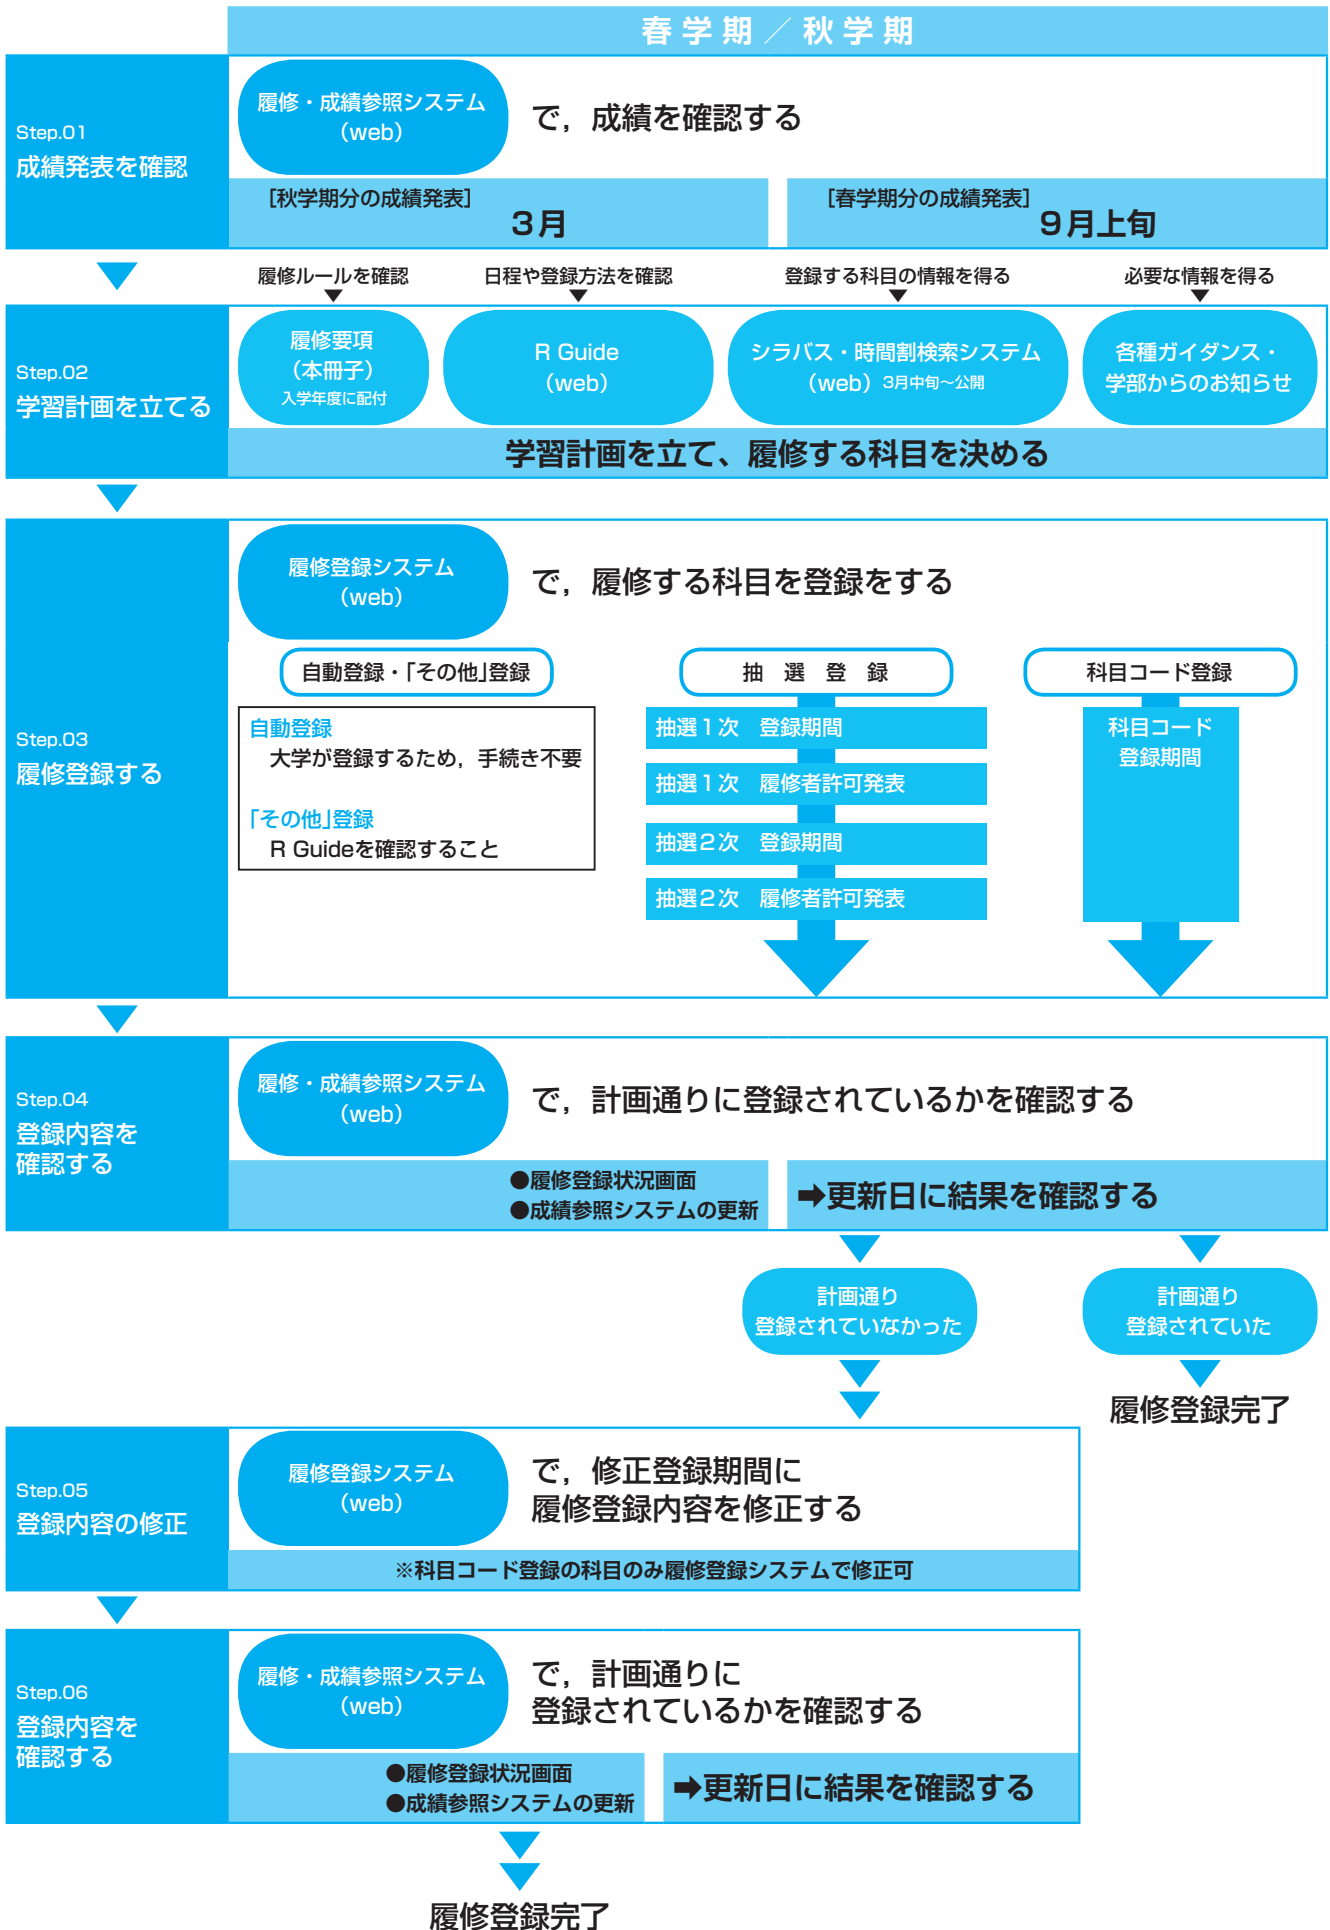 春学期／秋学期
Step.01
成績発表を確認
履修・成績参照システム
（web）
で，成績を確認する
［秋学期分の成績発表］
3月
［春学期分の成績発表］
9月上旬
履修ルールを確認
日程や登録方法を確認
登録する科目の情報を得る
必要な情報を得る
Step.02
学習計画を立てる
履修要項
（本冊子）
入学年度に配付
R Guide
（web）
シラバス・時間割検索システム
（web）3月中旬〜公開
各種ガイダンス・
学部からのお知らせ
学習計画を立て、履修する科目を決める
Step.03
履修登録する
履修登録システム
（web）
で，履修する科目を登録をする
自動登録・「その他」登録
自動登録
大学が登録するため，手続き不要
「その他」登録
R Guideを確認すること
抽選登録
抽選1次　登録期間
抽選1次　履修者許可発表
抽選2次　登録期間
抽選2次　履修者許可発表
科目コード登録
科目コード
登録期間
Step.04
登録内容を
確認する
履修・成績参照システム
（web）
で，計画通りに登録されているかを確認する
●履修登録状況画面
●成績参照システムの更新
➡更新日に結果を確認する
計画通り
登録されていなかった
計画通り
登録されていた
履修登録完了
Step.05
登録内容の修正
履修登録システム
（web）
で，修正登録期間に
履修登録内容を修正する
※科目コード登録の科目のみ履修登録システムで修正可
Step.06
登録内容を
確認する
履修・成績参照システム
（web）
で，計画通りに
登録されているかを確認する
●履修登録状況画面
●成績参照システムの更新
➡更新日に結果を確認する
履修登録完了